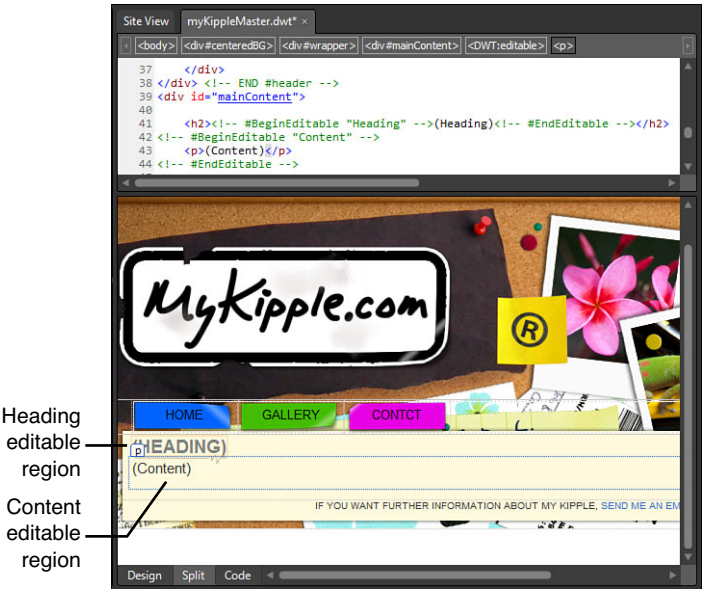 Site View myKippleMaster.dwt* ×
<body> <div#centeredBG> <div#wrapper> <div#mainContent> <DWT:editable> <p>
37 </div>
38 </div> <!-- END #header -->
39 <div id="mainContent">
40
41 <h2><!-- #BeginEditable "Heading" -->(Heading)<!-- #EndEditable --></h2>
42 <!-- #BeginEditable "Content" -->
43 <p>(Content)</p>
44 <!-- #EndEditable -->
MyKipple.com
®
HOME GALLERY CONTCT
Heading
editable
region
p
(HEADING)
(Content)
Content
editable
region
IF YOU WANT FURTHER INFORMATION ABOUT MY KIPPLE, SEND ME AN EM
Design Split Code